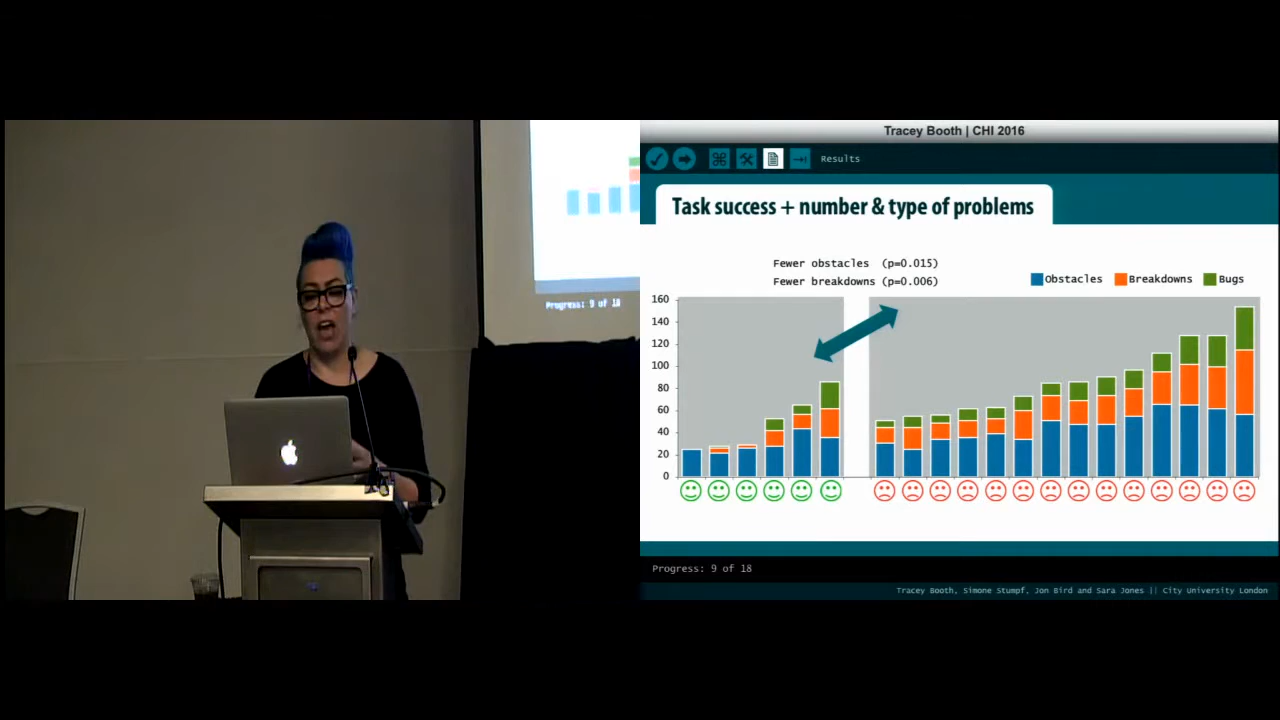 Tracey Booth | CHI 2016
Results
Task success + number & type of problems
Fewer obstacles (p=0.015)
Fewer breakdowns (p=0.006)
Obstacles Breakdowns Bugs
160
140
120
100
80
60
40
20
0
Progress: 9 of 18
Progress: 9 of 18
Tracey Booth, Simone Stumpf, Jon Bird and Sara Jones || City University London